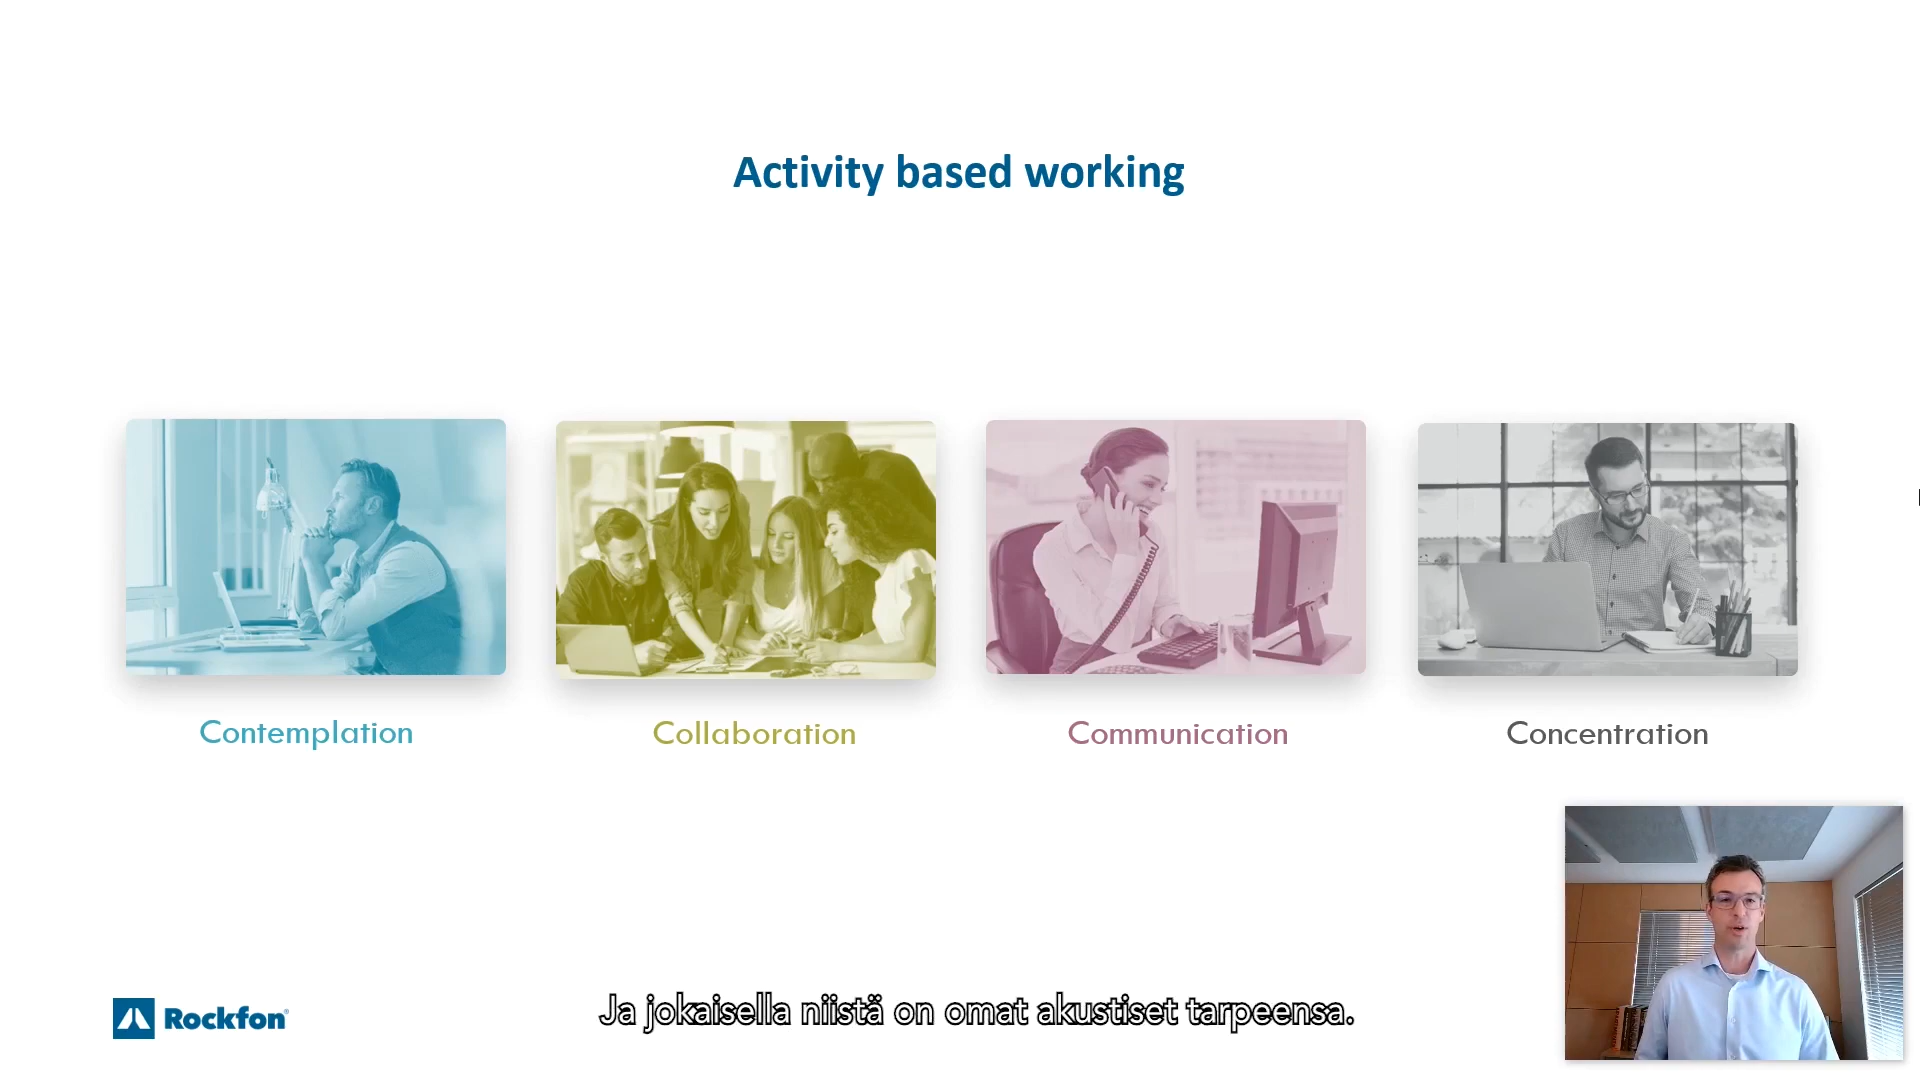 Activity based working
Contemplation
Collaboration
Communication
Concentration
Rockfon®
Ja jokaisella niistä on omat akustiset tarpeensa.